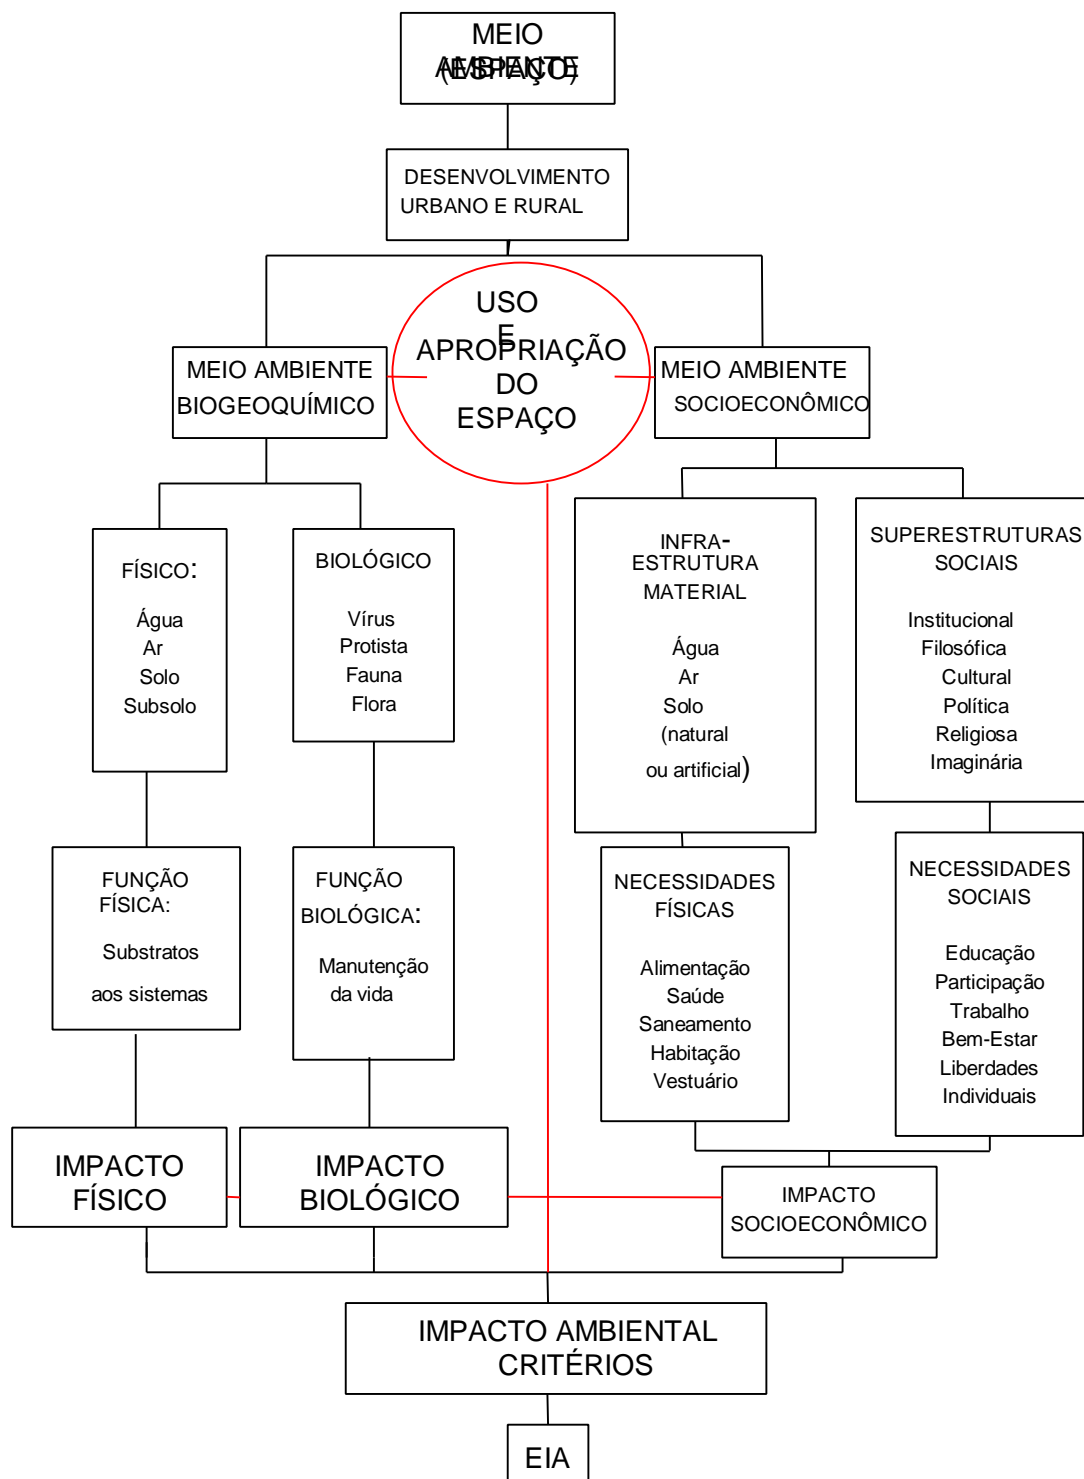 MEIO
AMBIENTE
(ESPAÇO)
DESENVOLVIMENTO
URBANO E RURAL
USO
E
APROPRIAÇÃO
DO
ESPAÇO
MEIO AMBIENTE
BIOGEOQUÍMICO
MEIO AMBIENTE
SOCIOECONÔMICO
FÍSICO:
Água
Ar
Solo
Subsolo
BIOLÓGICO
Vírus
Protista
Fauna
Flora
INFRA-
ESTRUTURA
MATERIAL
Água
Ar
Solo
(natural
ou artificial)
SUPERESTRUTURAS
SOCIAIS
Institucional
Filosófica
Cultural
Política
Religiosa
Imaginária
FUNÇÃO
FÍSICA:
Substratos
aos sistemas
FUNÇÃO
BIOLÓGICA:
Manutenção
da vida
NECESSIDADES
FÍSICAS
Alimentação
Saúde
Saneamento
Habitação
Vestuário
NECESSIDADES
SOCIAIS
Educação
Participação
Trabalho
Bem-Estar
Liberdades
Individuais
IMPACTO
FÍSICO
IMPACTO
BIOLÓGICO
IMPACTO
SOCIOECONÔMICO
IMPACTO AMBIENTAL
CRITÉRIOS
EIA